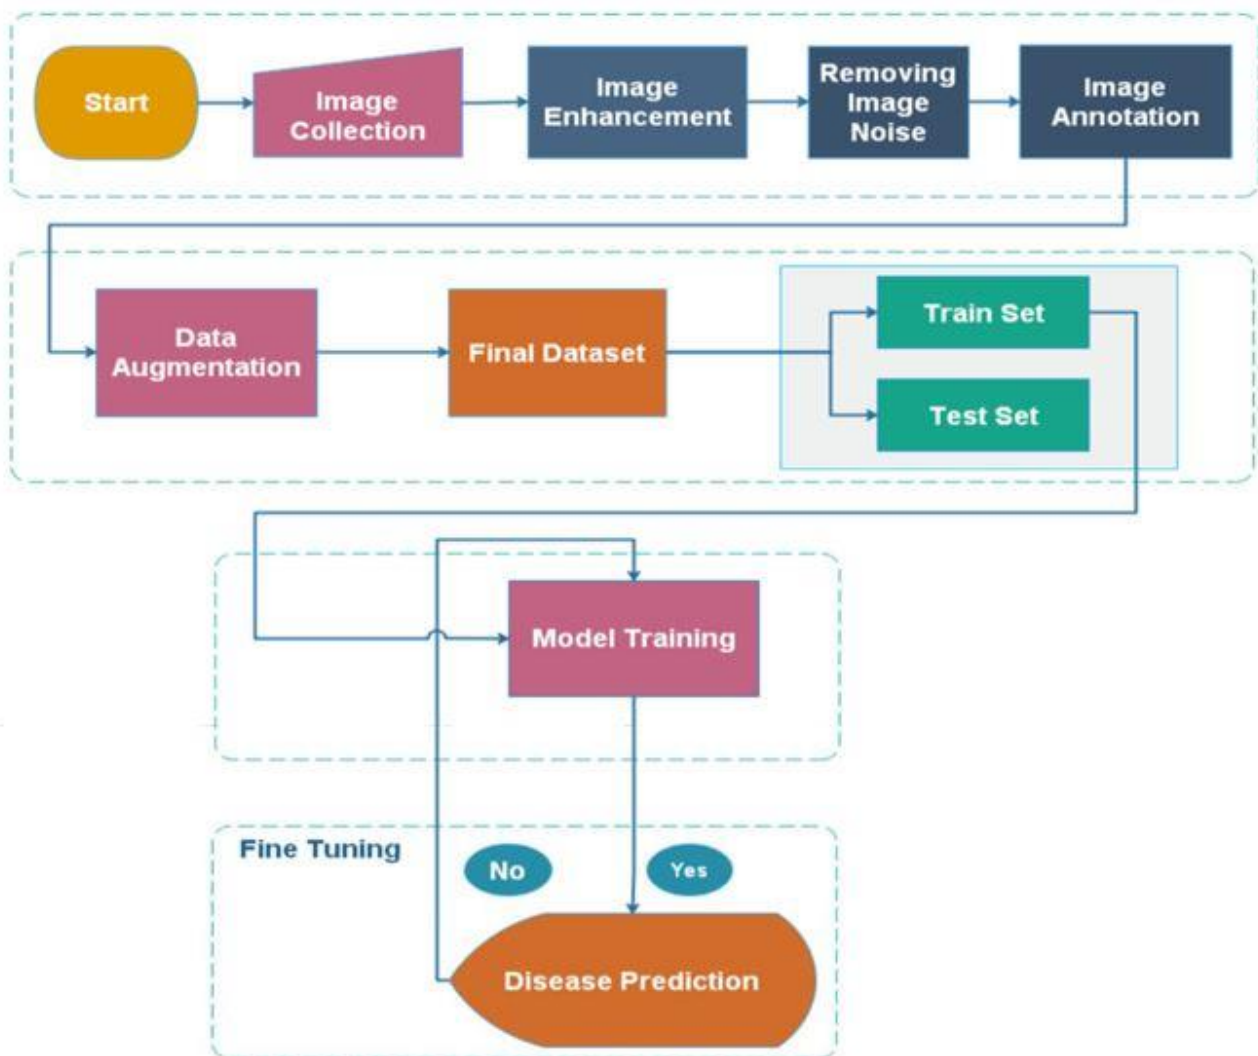 Start
Image
Collection
Image
Enhancement
Removing
Image
Noise
Image
Annotation
Data
Augmentation
Final Dataset
Train Set
Test Set
Model Training
Fine Tuning
No
Yes
Disease Prediction